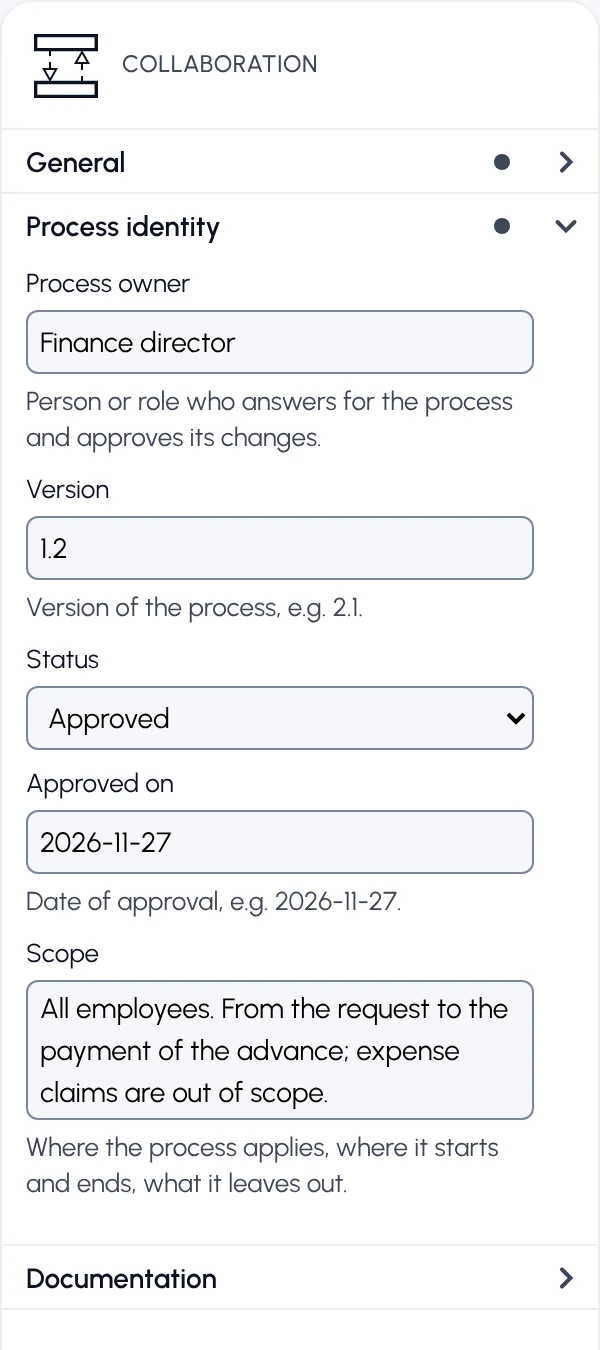 COLLABORATION
General
Process identity
Process owner
Finance director
Person or role who answers for the process
and approves its changes.
Version
1.2
Version of the process, e.g. 2.1.
Status
Approved
Approved on
2026-11-27
Date of approval, e.g. 2026-11-27.
Scope
All employees. From the request to the
payment of the advance; expense
claims are out of scope.
Where the process applies, where it starts
and ends, what it leaves out.
Documentation